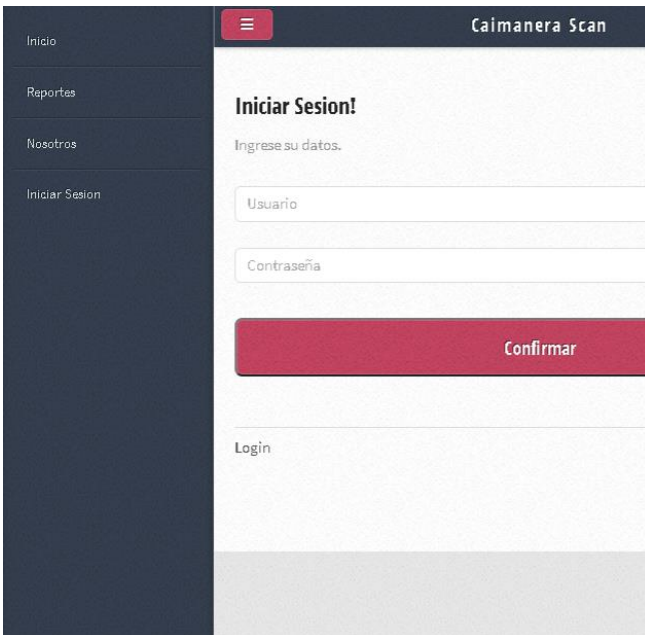 Inicio
Reportes
Nosotros
Iniciar Sesion
Caimanera Scan
Iniciar Sesion!
Ingrese su datos.
Usuario
Contraseña
Confirmar
Login